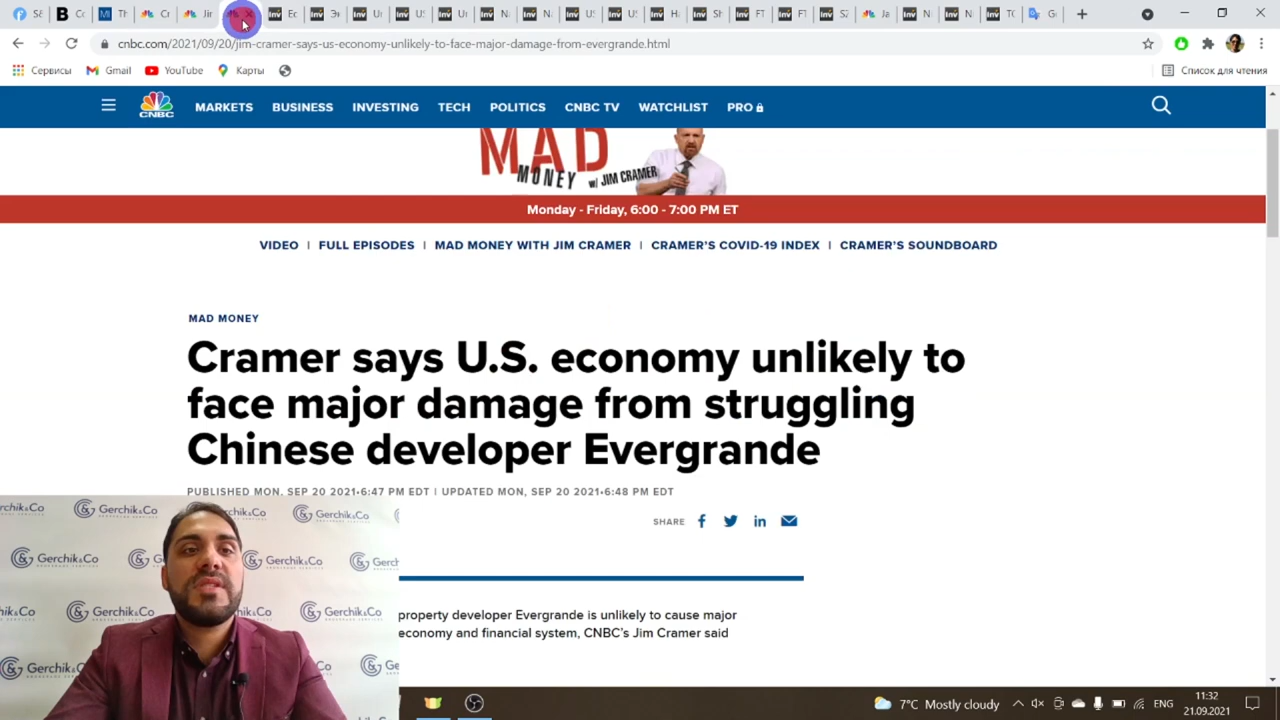 cnbc.com/2021/09/20/jim-cramer-says-us-economy-unlikely-to-face-major-damage-from-evergrande.html
Сервисы Gmail YouTube Карты Список для чтения
CNBC MARKETS BUSINESS INVESTING TECH POLITICS CNBC TV WATCHLIST PRO
MAD
MONEY W/ JIM CRAMER
Monday - Friday, 6:00 - 7:00 PM ET
VIDEO | FULL EPISODES | MAD MONEY WITH JIM CRAMER | CRAMER'S COVID-19 INDEX | CRAMER'S SOUNDBOARD
MAD MONEY
Cramer says U.S. economy unlikely to
face major damage from struggling
Chinese developer Evergrande
PUBLISHED MON, SEP 20 2021•6:47 PM EDT | UPDATED MON, SEP 20 2021•6:48 PM EDT
SHARE
property developer Evergrande is unlikely to cause major
economy and financial system, CNBC's Jim Cramer said
Gerchik&Co
BROKERAGE SERVICES
7°C Mostly cloudy ENG 11:32
21.09.2021